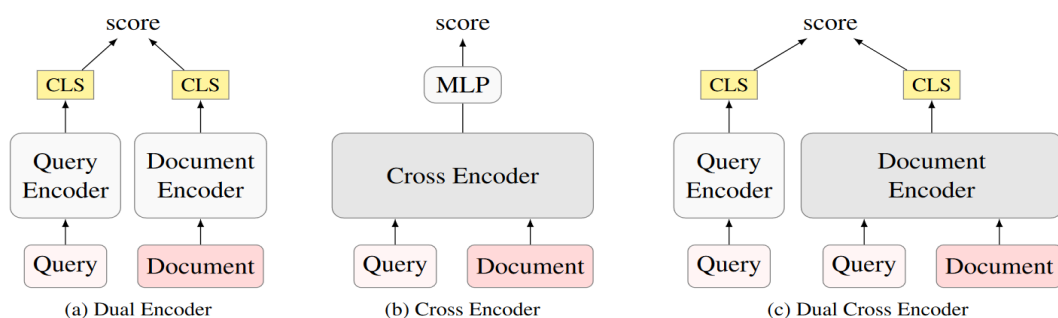 score
CLS
CLS
Query
Encoder
Document
Encoder
Query
Document
(a) Dual Encoder
score
MLP
Cross Encoder
Query
Document
(b) Cross Encoder
score
CLS
CLS
Query
Encoder
Document
Encoder
Query
Query
Document
(c) Dual Cross Encoder